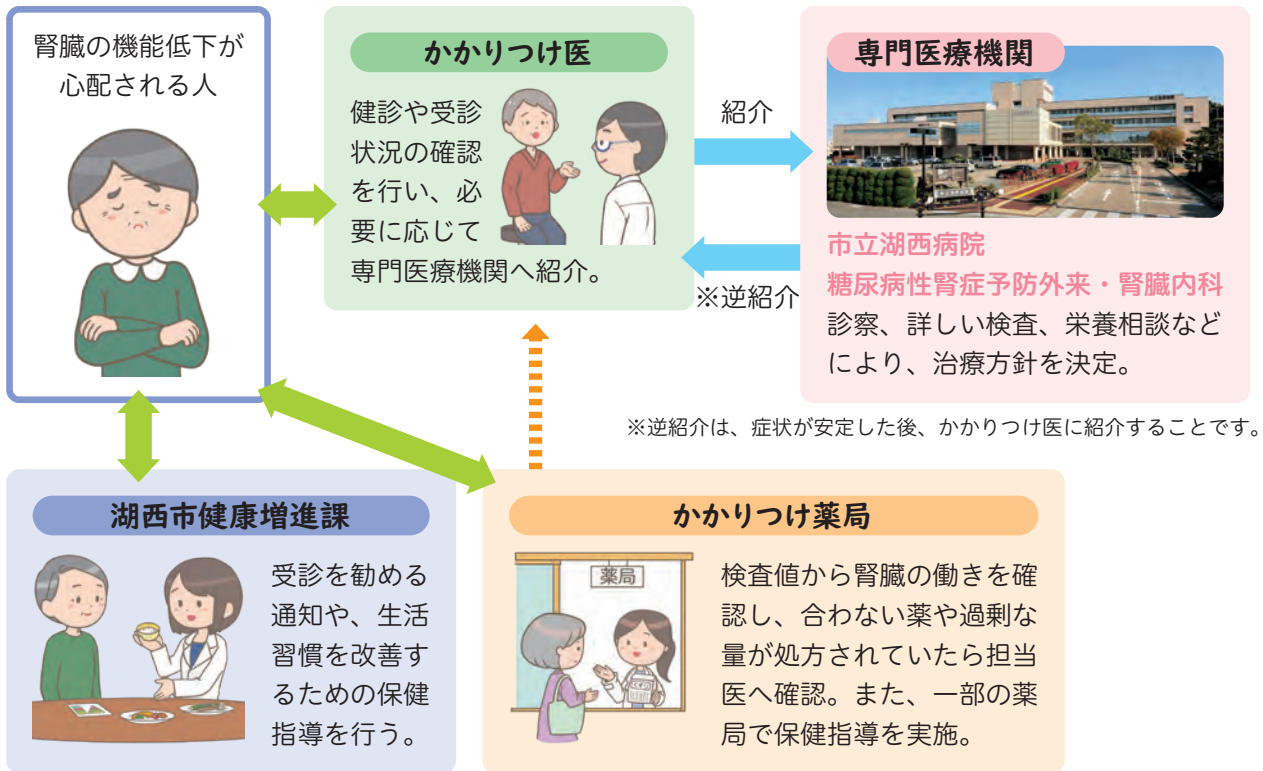 腎臓の機能低下が
心配される人
かかりつけ医
健診や受診
状況の確認
を行い、必
要に応じて
専門医療機関へ紹介。
紹介
※逆紹介
専門医療機関
市立湖西病院
糖尿病性腎症予防外来・腎臓内科
診察、詳しい検査、栄養相談など
により、治療方針を決定。
※逆紹介は、症状が安定した後、かかりつけ医に紹介することです。
湖西市健康増進課
受診を勧める
通知や、生活
習慣を改善す
るための保健
指導を行う。
かかりつけ薬局
薬局
検査値から腎臓の働きを確
認し、合わない薬や過剰な
量が処方されていたら担当
医へ確認。また、一部の薬
局で保健指導を実施。